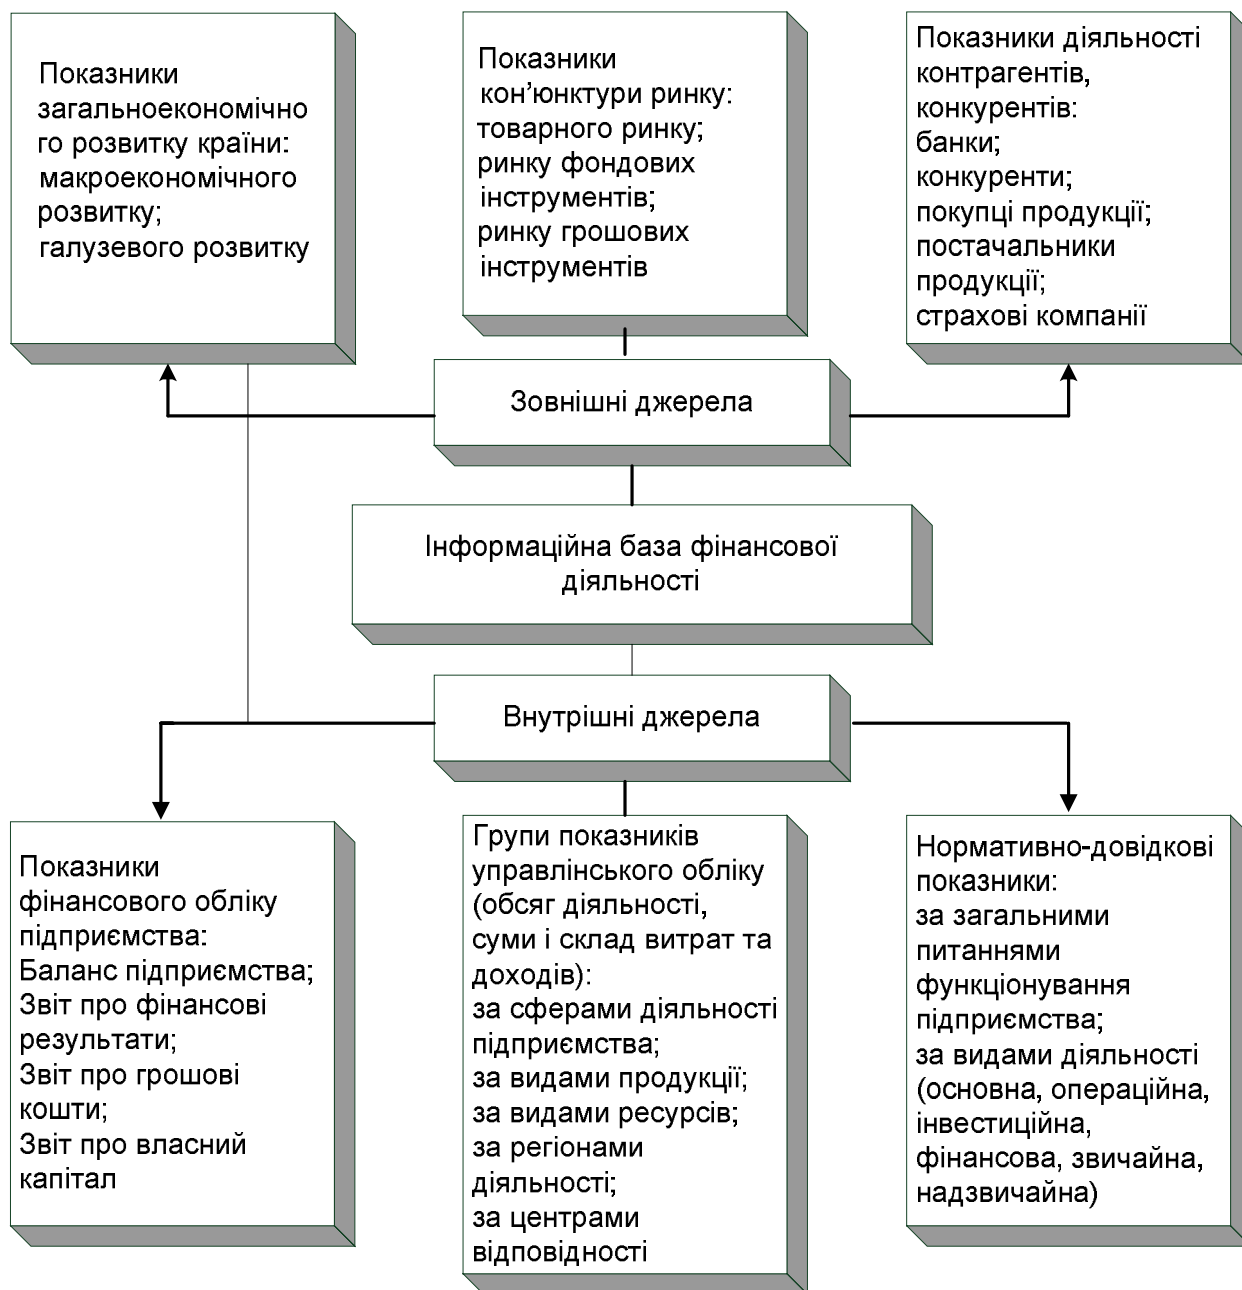 Показники
загальноекономічно
го розвитку країни:
макроекономічного
розвитку;
галузевого розвитку
Показники
кон’юнктури ринку:
товарного ринку;
ринку фондових
інструментів;
ринку грошових
інструментів
Показники діяльності
контрагентів,
конкурентів:
банки;
конкуренти;
покупці продукції;
постачальники
продукції;
страхові компанії
Зовнішні джерела
Інформаційна база фінансової
діяльності
Внутрішні джерела
Показники
фінансового обліку
підприємства:
Баланс підприємства;
Звіт про фінансові
результати;
Звіт про грошові
кошти;
Звіт про власний
капітал
Групи показників
управлінського обліку
(обсяг діяльності,
суми і склад витрат та
доходів):
за сферами діяльності
підприємства;
за видами продукції;
за видами ресурсів;
за регіонами
діяльності;
за центрами
відповідності
Нормативно-довідкові
показники:
за загальними
питаннями
функціонування
підприємства;
за видами діяльності
(основна, операційна,
інвестиційна,
фінансова, звичайна,
надзвичайна)